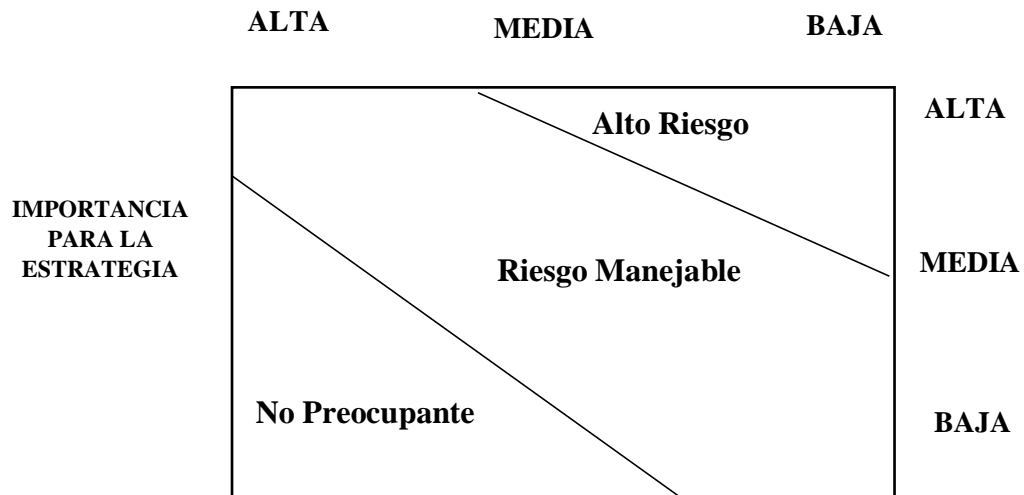 ALTA
MEDIA
BAJA
Alto Riesgo
ALTA
IMPORTANCIA
PARA LA
ESTRATEGIA
Riesgo Manejable
MEDIA
No Preocupante
BAJA